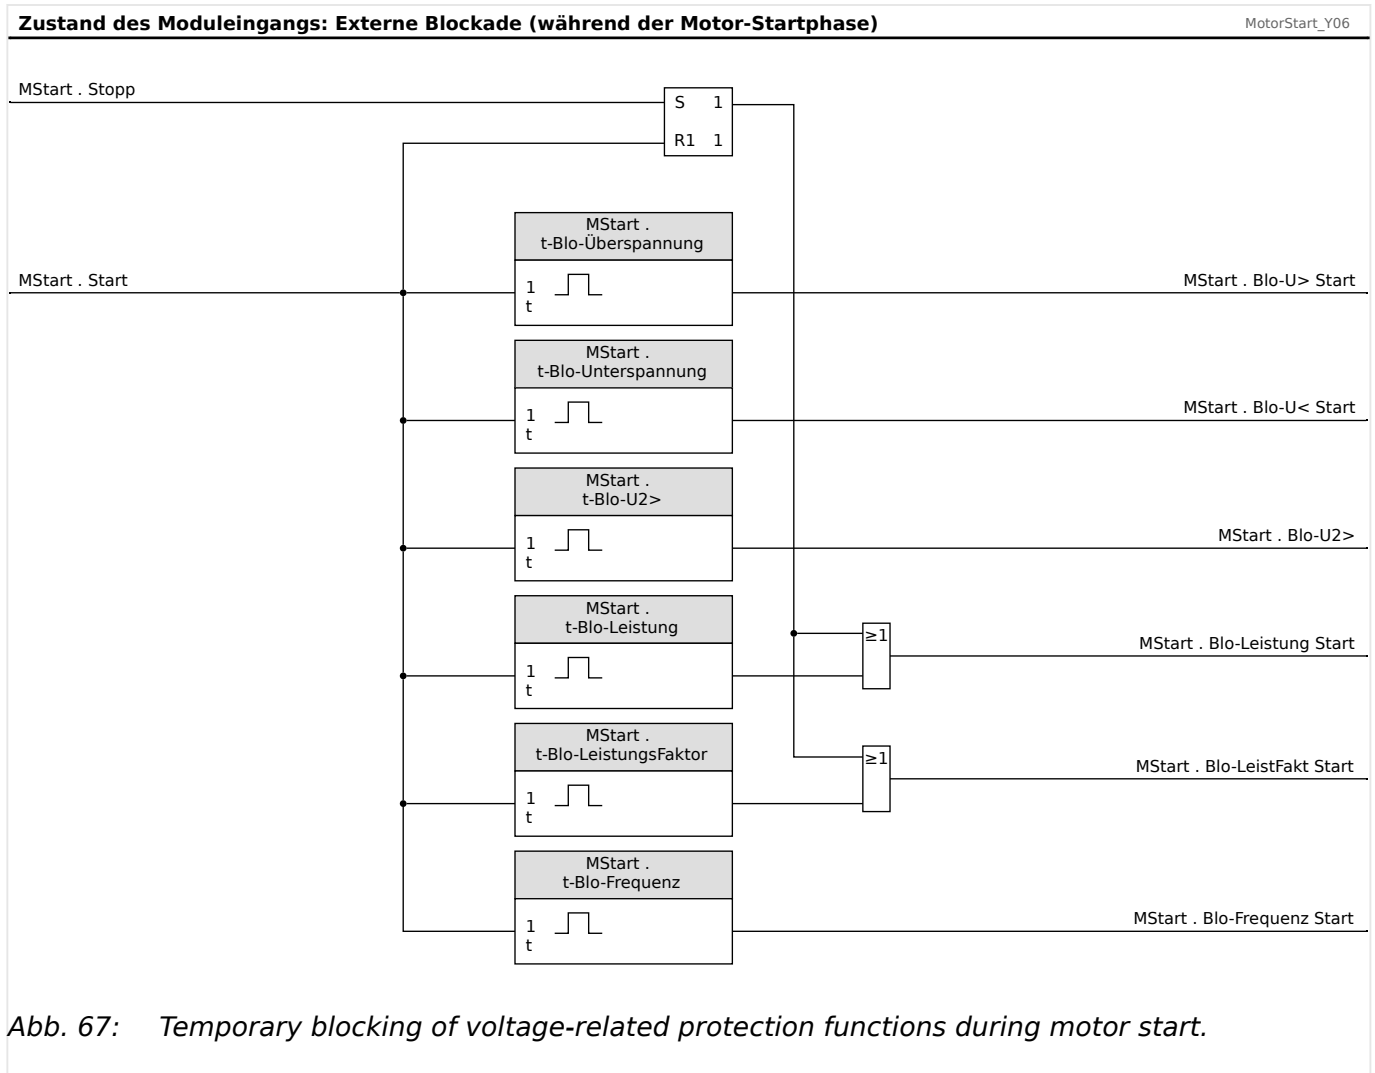 Zustand des Moduleingangs: Externe Blockade (während der Motor-Startphase)
MotorStart_Y06
MStart . Stopp
S 1
R1 1
MStart .
t-Blo-Überspannung
MStart . Start
1
t
MStart . Blo-U> Start
MStart .
t-Blo-Unterspannung
1
t
MStart . Blo-U< Start
MStart .
t-Blo-U2>
1
t
MStart . Blo-U2>
MStart .
t-Blo-Leistung
1
t
≥1
MStart . Blo-Leistung Start
MStart .
t-Blo-LeistungsFaktor
1
t
≥1
MStart . Blo-LeistFakt Start
MStart .
t-Blo-Frequenz
1
t
MStart . Blo-Frequenz Start
Abb. 67: Temporary blocking of voltage-related protection functions during motor start.